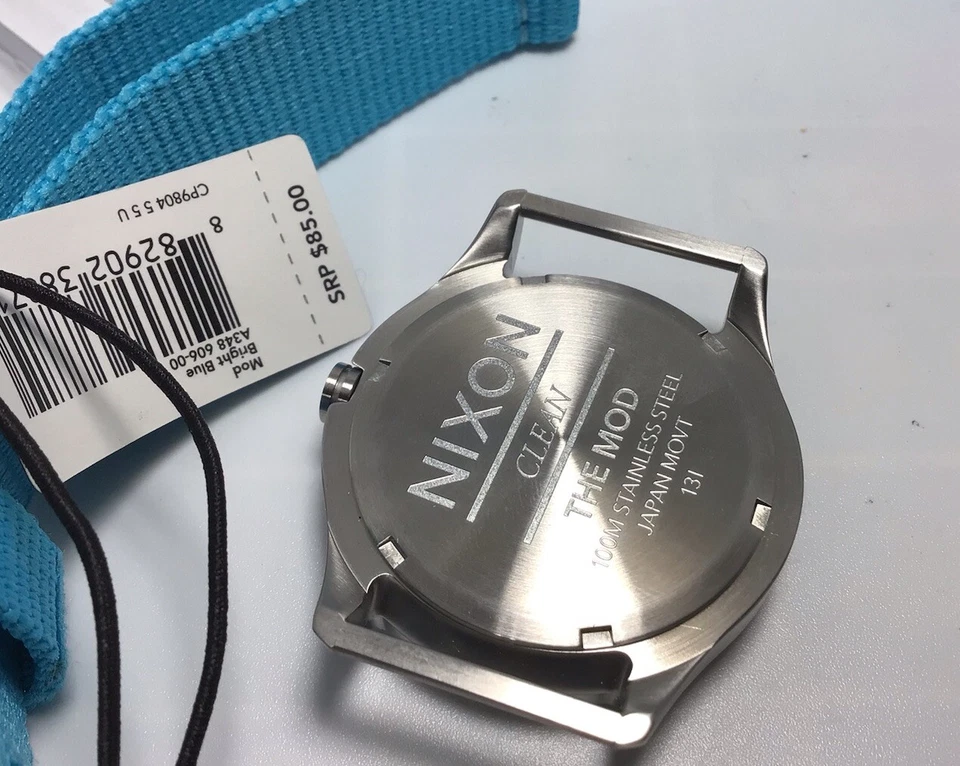 NIXON
CLEAN
THE MOD
100M STAINLESS STEEL
JAPAN MOVT
13I
SRP $85.00
Mod
Bright Blue
A348 606-00
8 82902
CP9804 5 5 U